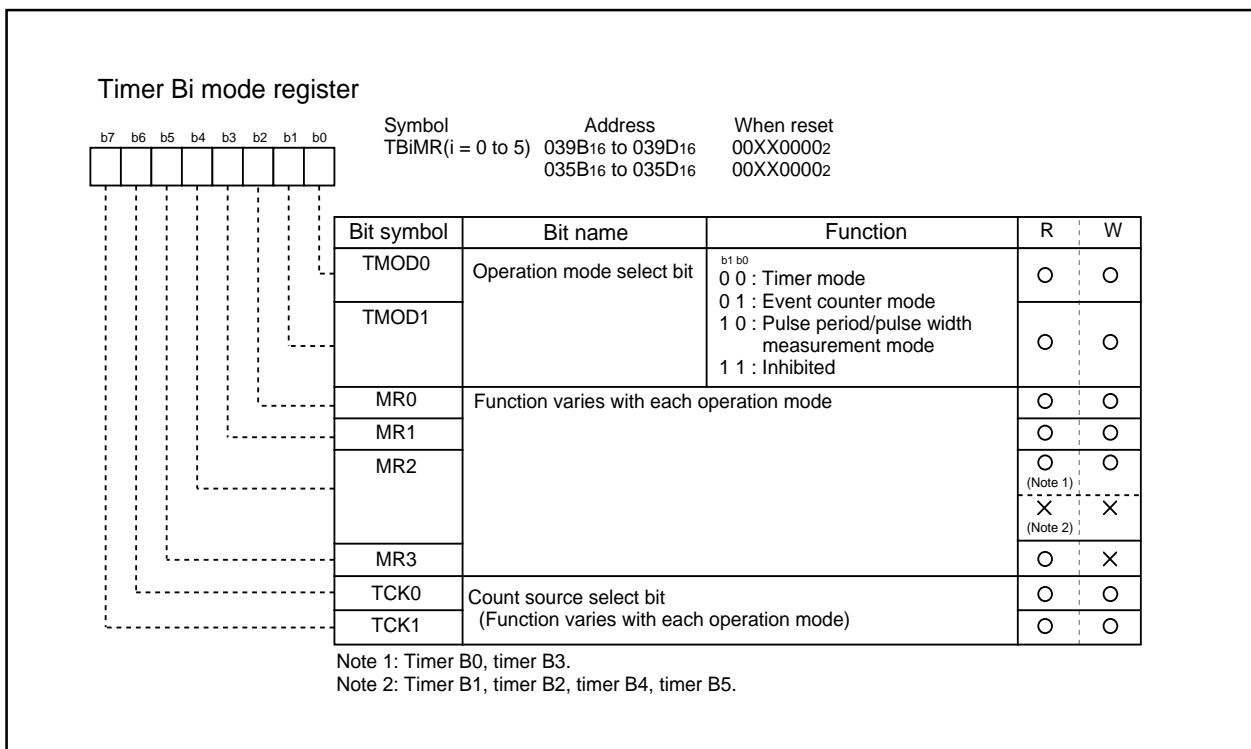 Timer Bi mode register
Symbol Address When reset
b7 b6 b5 b4 b3 b2 b1 b0
TBiMR(i = 0 to 5) 039B16 to 039D16 00XX00002
035B16 to 035D16 00XX00002
Bit symbol Bit name Function R W
TMOD0 Operation mode select bit
b1 b0
0 0 : Timer mode
0 1 : Event counter mode
TMOD1
1 0 : Pulse period/pulse width
measurement mode
1 1 : Inhibited
MR0 Function varies with each operation mode
MR1
MR2
(Note 1)
(Note 2)
MR3
TCK0 Count source select bit
TCK1 (Function varies with each operation mode)
Note 1: Timer B0, timer B3.
Note 2: Timer B1, timer B2, timer B4, timer B5.